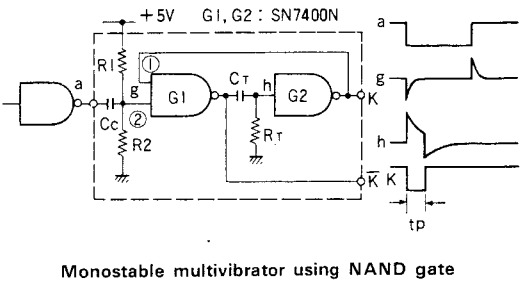 +5V G1, G2 : SN7400N
R1
①
a
g
G1
CT
h
G2
K
Cc
②
R2
RT
K̅
a
g
h
K
tp
Monostable multivibrator using NAND gate